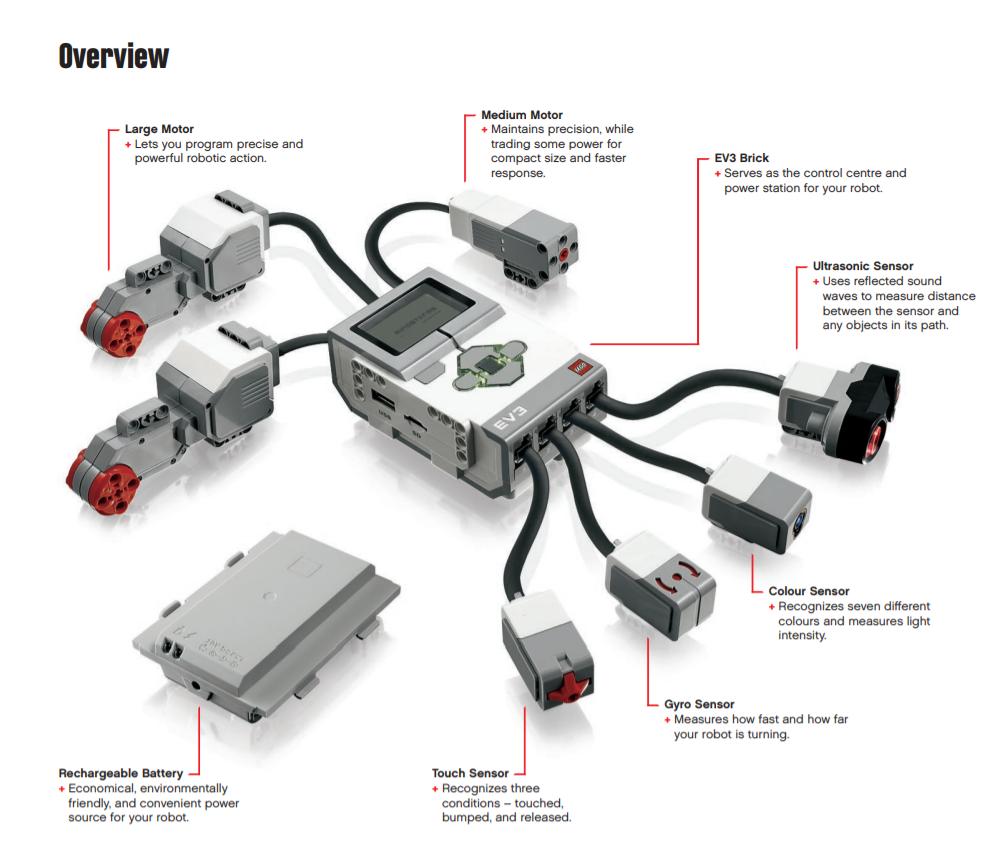 Overview
Large Motor
+ Lets you program precise and
powerful robotic action.
Medium Motor
+ Maintains precision, while
trading some power for
compact size and faster
response.
EV3 Brick
+ Serves as the control centre and
power station for your robot.
Ultrasonic Sensor
+ Uses reflected sound
waves to measure distance
between the sensor and
any objects in its path.
MINDSTORMS
LEGO
USB
SD
EV3
Colour Sensor
+ Recognizes seven different
colours and measures light
intensity.
Gyro Sensor
+ Measures how fast and how far
your robot is turning.
Rechargeable Battery
+ Economical, environmentally
friendly, and convenient power
source for your robot.
Touch Sensor
+ Recognizes three
conditions – touched,
bumped, and released.